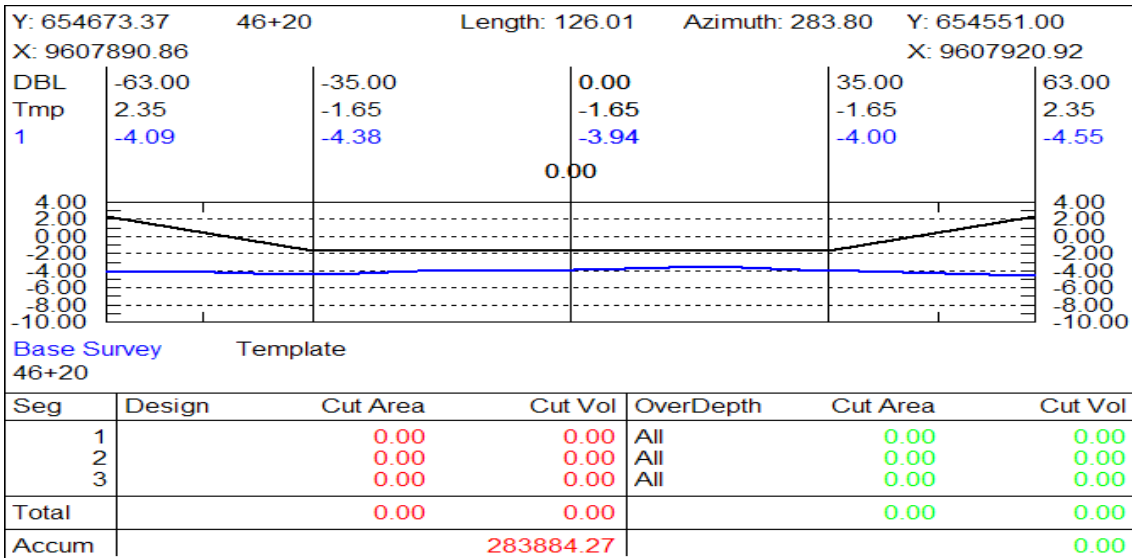 Y: 654673.37 46+20 Length: 126.01 Azimuth: 283.80 Y: 654551.00
X: 9607890.86 X: 9607920.92
DBL -63.00 -35.00 0.00 35.00 63.00
Tmp 2.35 -1.65 -1.65 -1.65 2.35
1 -4.09 -4.38 -3.94 -4.00 -4.55
0.00
4.00 4.00
2.00 2.00
0.00 0.00
-2.00 -2.00
-4.00 -4.00
-6.00 -6.00
-8.00 -8.00
-10.00 -10.00
Base Survey Template
46+20
Seg Design Cut Area Cut Vol OverDepth Cut Area Cut Vol
1 0.00 0.00 All 0.00 0.00
2 0.00 0.00 All 0.00 0.00
3 0.00 0.00 All 0.00 0.00
Total 0.00 0.00 0.00 0.00
Accum 283884.27 0.00